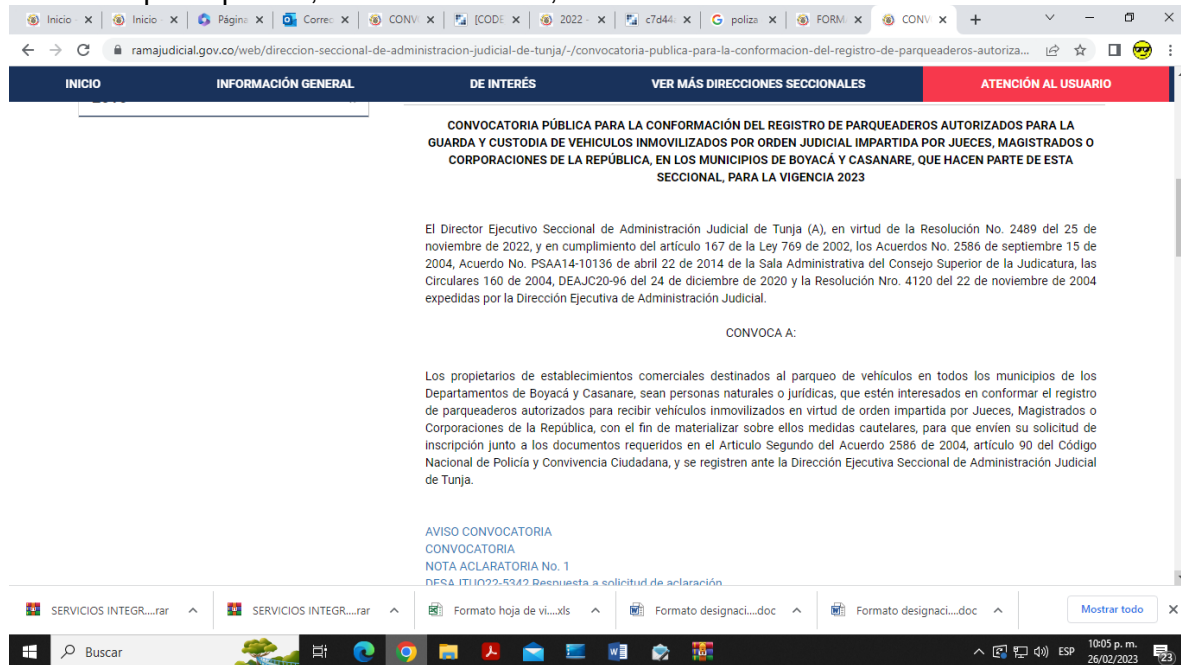 Inicio
Inicio
Página
Correo
CONV
[CODE
2022 -
c7d44
poliza
FORM
CONV
ramajudicial.gov.co/web/direccion-seccional-de-administracion-judicial-de-tunja/-/convocatoria-publica-para-la-conformacion-del-registro-de-parqueaderos-autoriza...
INICIO INFORMACIÓN GENERAL DE INTERÉS VER MÁS DIRECCIONES SECCIONALES ATENCIÓN AL USUARIO
CONVOCATORIA PÚBLICA PARA LA CONFORMACIÓN DEL REGISTRO DE PARQUEADEROS AUTORIZADOS PARA LA
GUARDA Y CUSTODIA DE VEHICULOS INMOVILIZADOS POR ORDEN JUDICIAL IMPARTIDA POR JUECES, MAGISTRADOS O
CORPORACIONES DE LA REPÚBLICA, EN LOS MUNICIPIOS DE BOYACÁ Y CASANARE, QUE HACEN PARTE DE ESTA
SECCIONAL, PARA LA VIGENCIA 2023
El Director Ejecutivo Seccional de Administración Judicial de Tunja (A), en virtud de la Resolución No. 2489 del 25 de
noviembre de 2022, y en cumplimiento del artículo 167 de la Ley 769 de 2002, los Acuerdos No. 2586 de septiembre 15 de
2004, Acuerdo No. PSAA14-10136 de abril 22 de 2014 de la Sala Administrativa del Consejo Superior de la Judicatura, las
Circulares 160 de 2004, DEAJC20-96 del 24 de diciembre de 2020 y la Resolución Nro. 4120 del 22 de noviembre de 2004
expedidas por la Dirección Ejecutiva de Administración Judicial.
CONVOCA A:
Los propietarios de establecimientos comerciales destinados al parqueo de vehículos en todos los municipios de los
Departamentos de Boyacá y Casanare, sean personas naturales o jurídicas, que estén interesados en conformar el registro
de parqueaderos autorizados para recibir vehículos inmovilizados en virtud de orden impartida por Jueces, Magistrados o
Corporaciones de la República, con el fin de materializar sobre ellos medidas cautelares, para que envíen su solicitud de
inscripción junto a los documentos requeridos en el Articulo Segundo del Acuerdo 2586 de 2004, artículo 90 del Código
Nacional de Policía y Convivencia Ciudadana, y se registren ante la Dirección Ejecutiva Seccional de Administración Judicial
de Tunja.
AVISO CONVOCATORIA
CONVOCATORIA
NOTA ACLARATORIA No. 1
DESAJTUO22-5342 Respuesta a solicitud de aclaración
SERVICIOS INTEGR....rar SERVICIOS INTEGR....rar Formato hoja de vi....xls Formato designaci....doc Formato designaci....doc Mostrar todo
Buscar
ESP
10:05 p. m.
26/02/2023
23